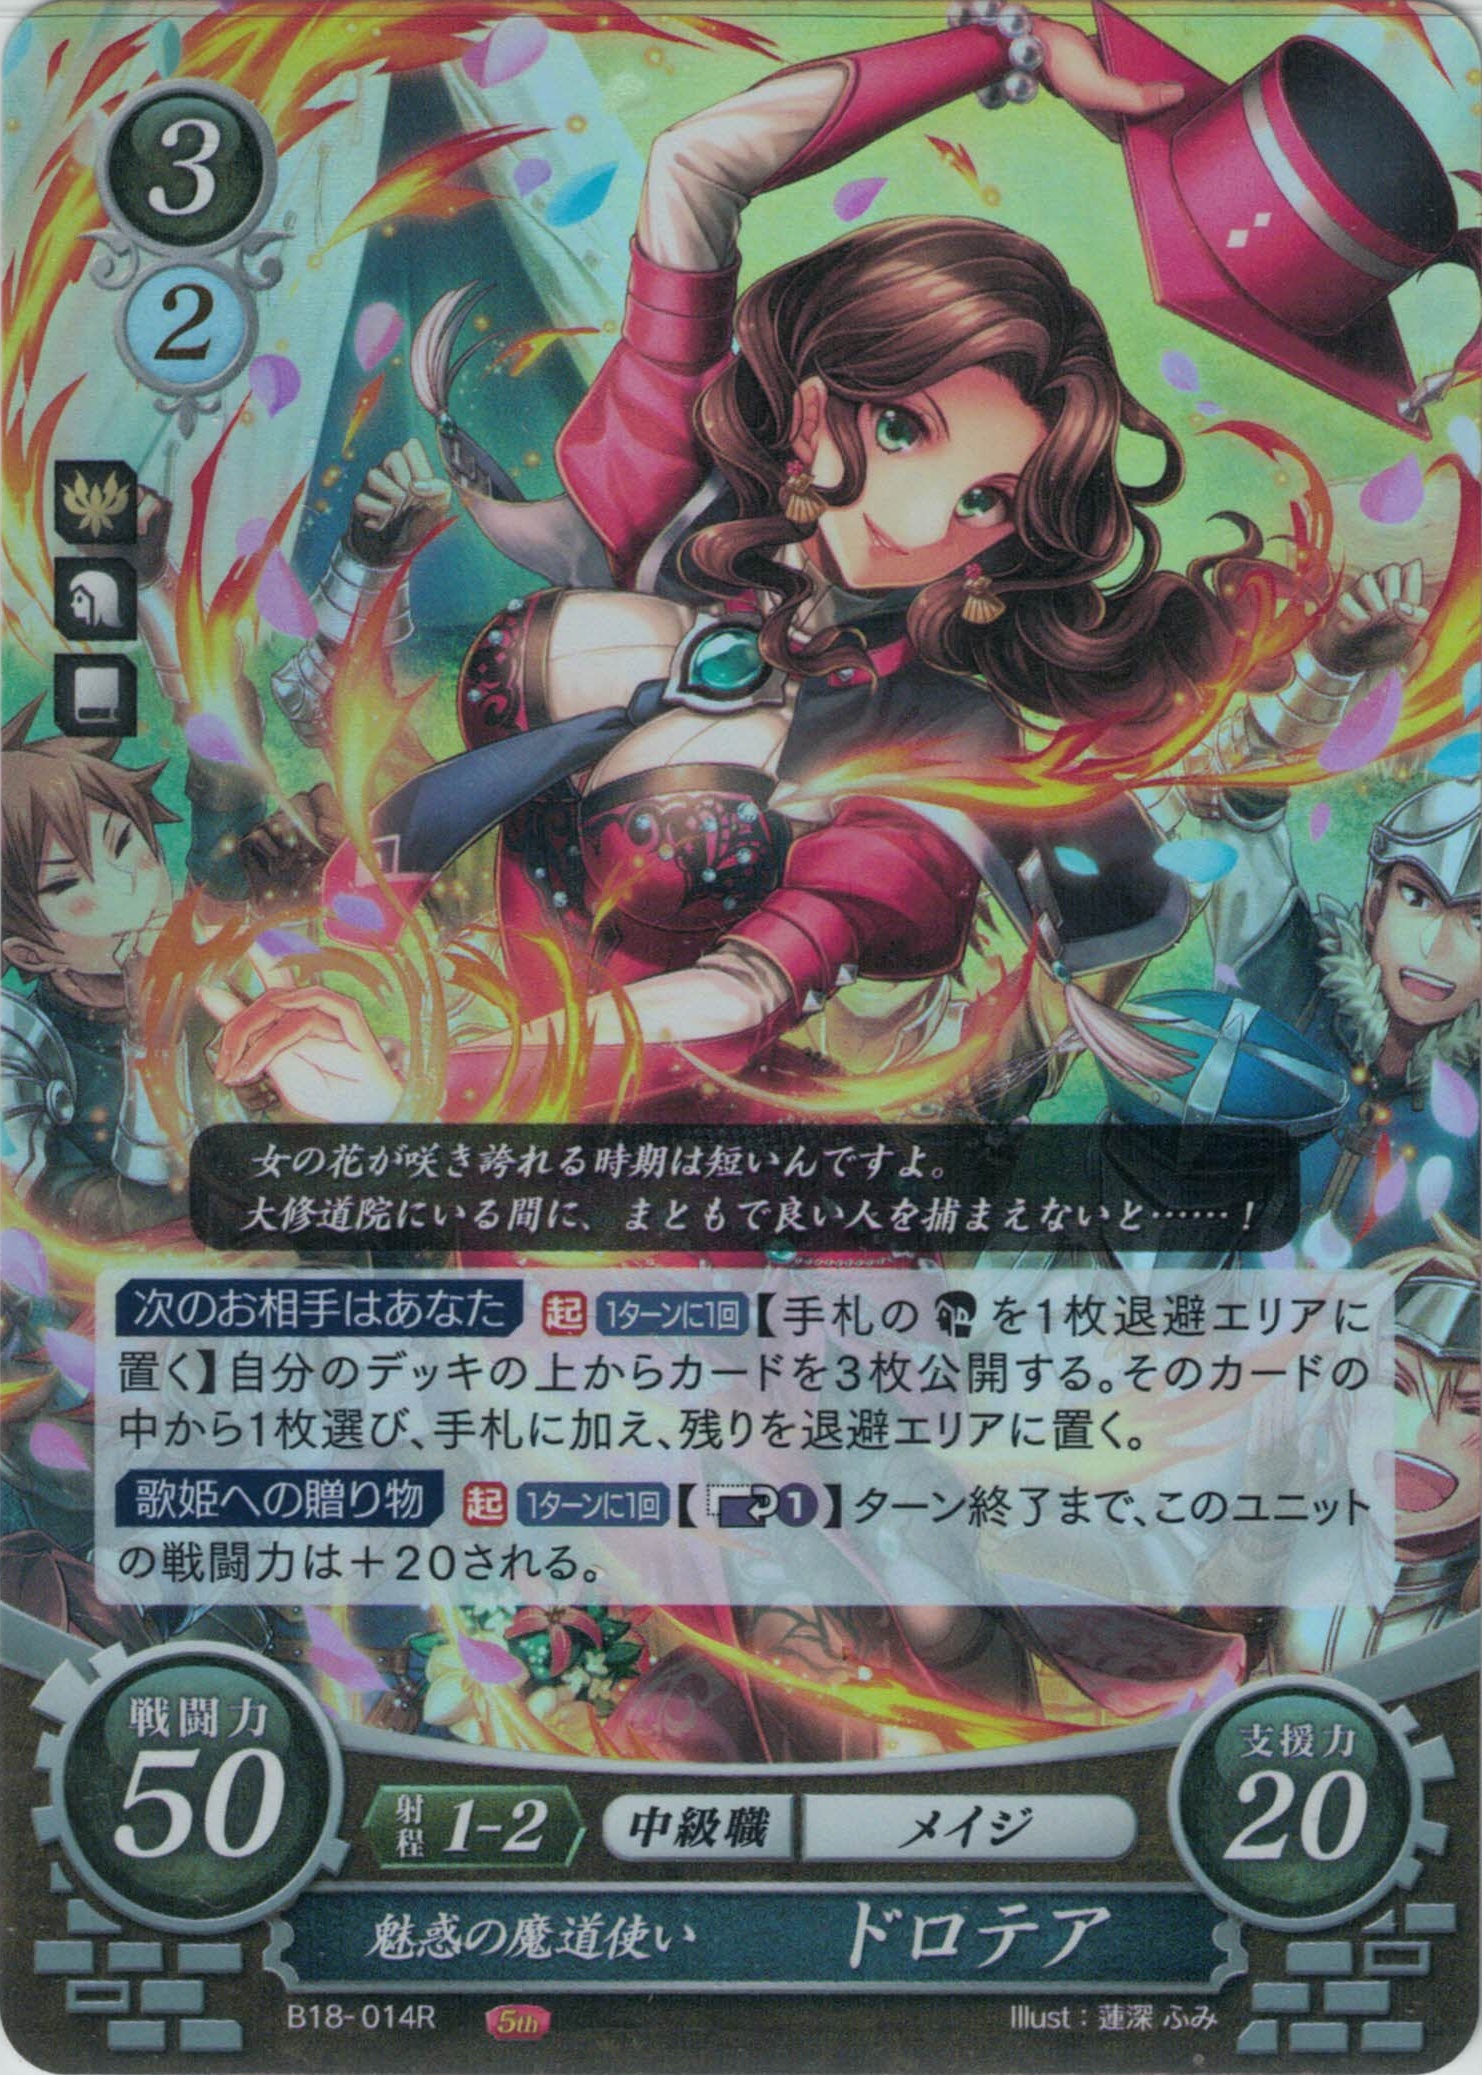 3
2
女の花が咲き誇れる時期は短いんですよ。
大修道院にいる間に、まともで良い人を捕まえないと……！
次のお相手はあなた 起 1ターンに1回【手札の を1枚退避エリアに
置く】自分のデッキの上からカードを3枚公開する。そのカードの
中から1枚選び、手札に加え、残りを退避エリアに置く。
歌姫への贈り物 起 1ターンに1回【 1】ターン終了まで、このユニット
の戦闘力は＋20される。
戦闘力
50
射程 1-2
中級職
メイジ
支援力
20
魅惑の魔道使い ドロテア
B18-014R 5th Illust：蓮深 ふみ